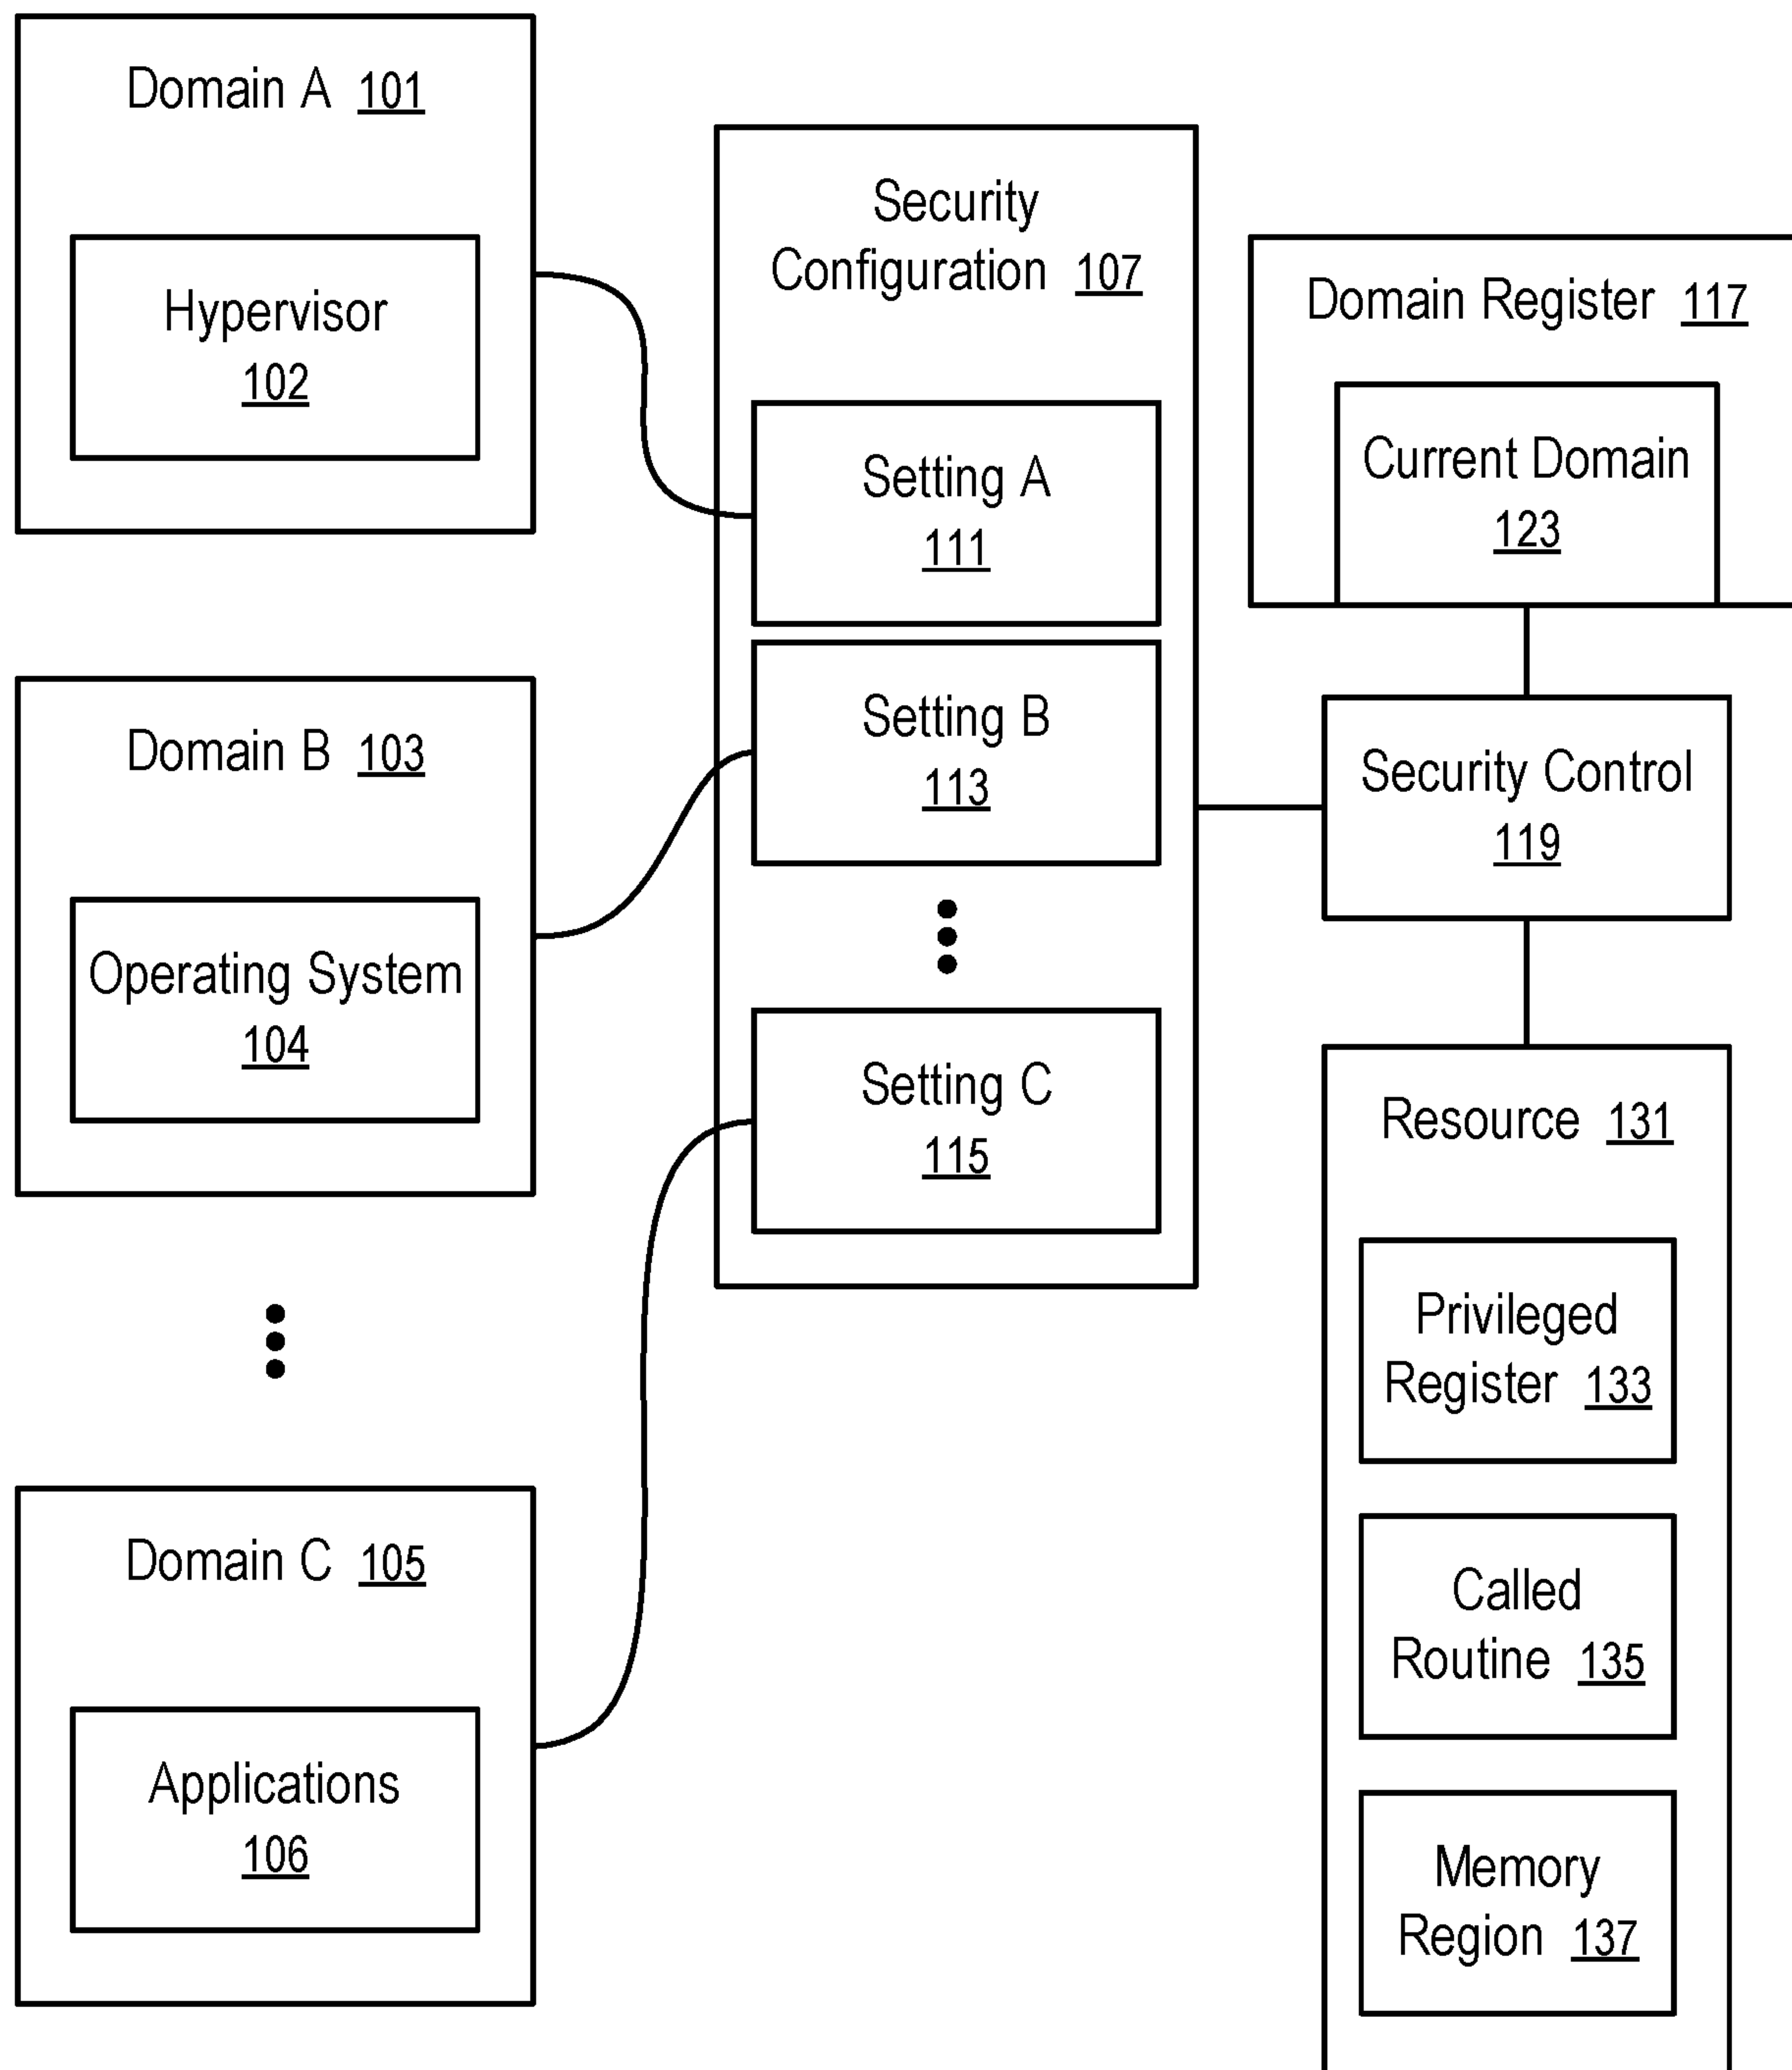 Domain A 101
Hypervisor
102
Domain B 103
Operating System
104
Domain C 105
Applications
106
Security
Configuration 107
Setting A
111
Setting B
113
Setting C
115
Domain Register 117
Current Domain
123
Security Control
119
Resource 131
Privileged
Register 133
Called
Routine 135
Memory
Region 137